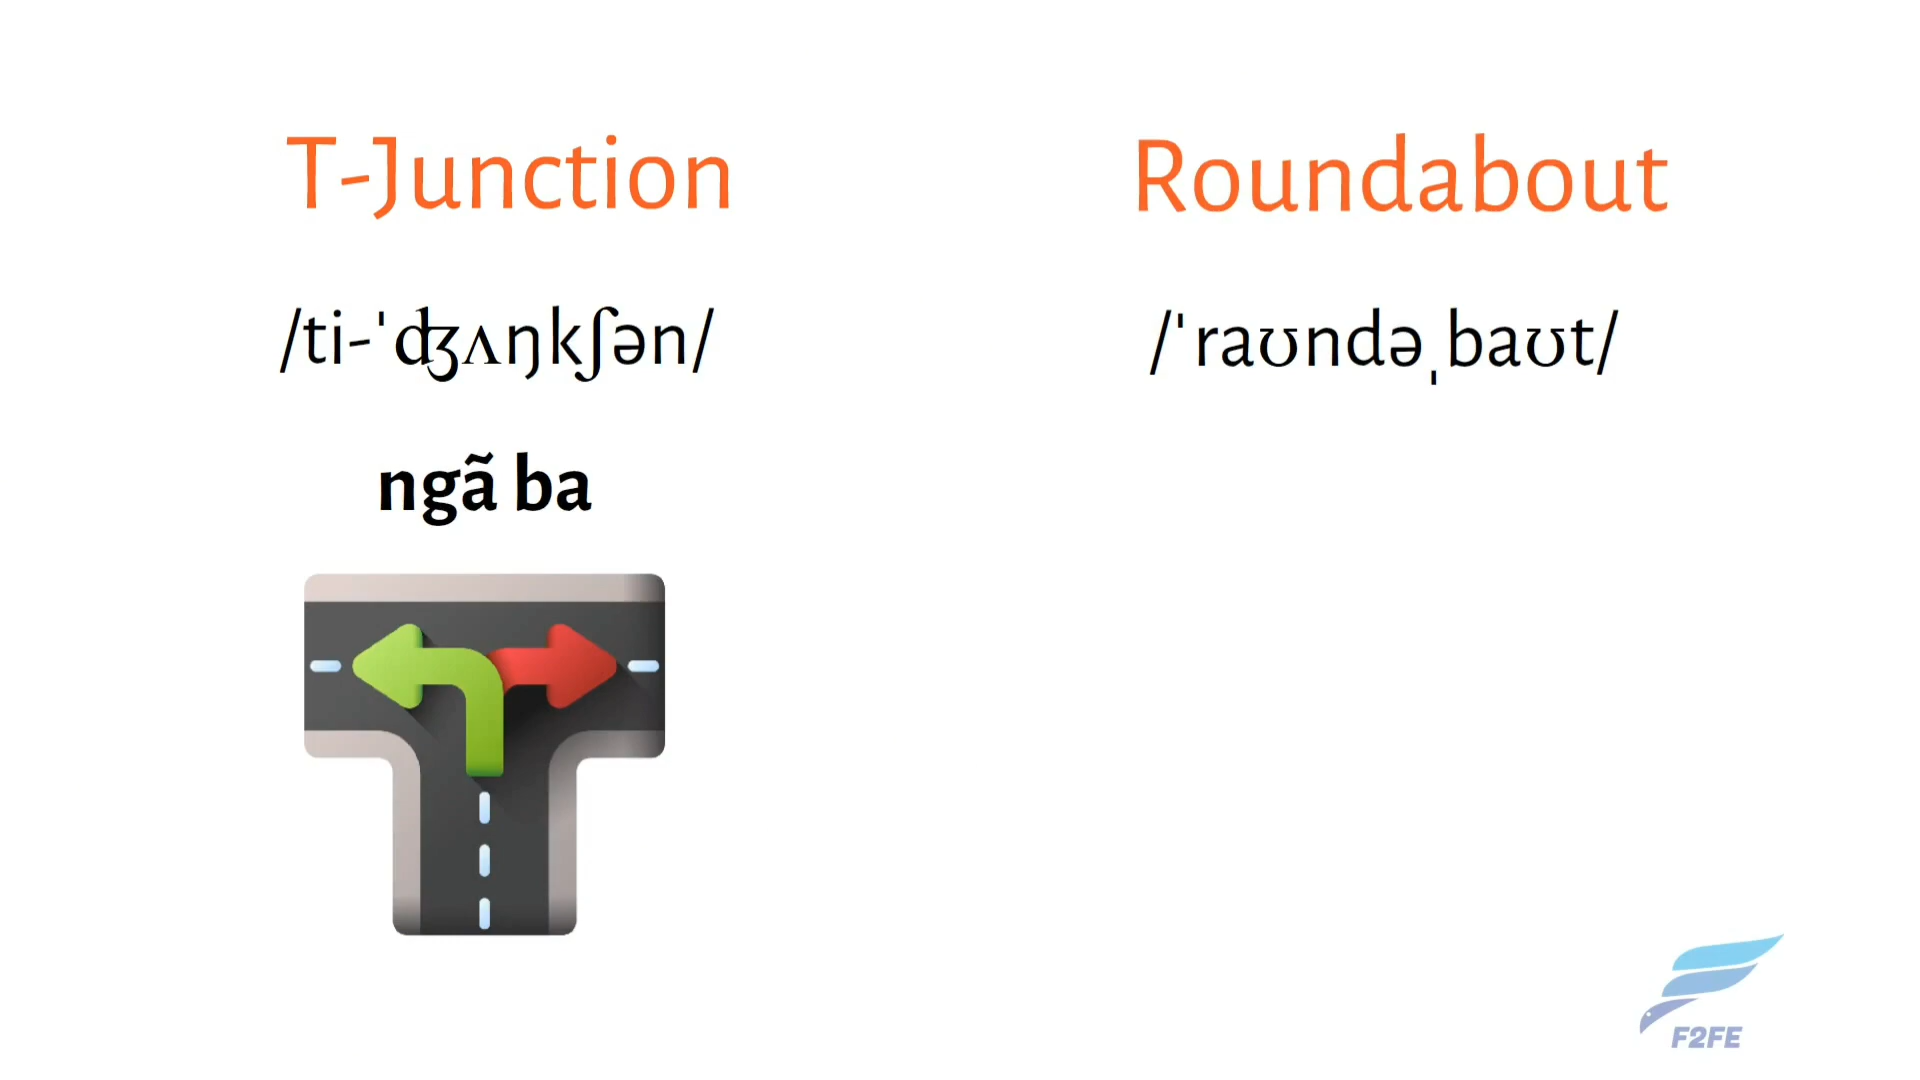 T-Junction
/ti-ˈʤʌŋkʃən/
ngã ba
Roundabout
/ˈraʊndəˌbaʊt/
F2FE